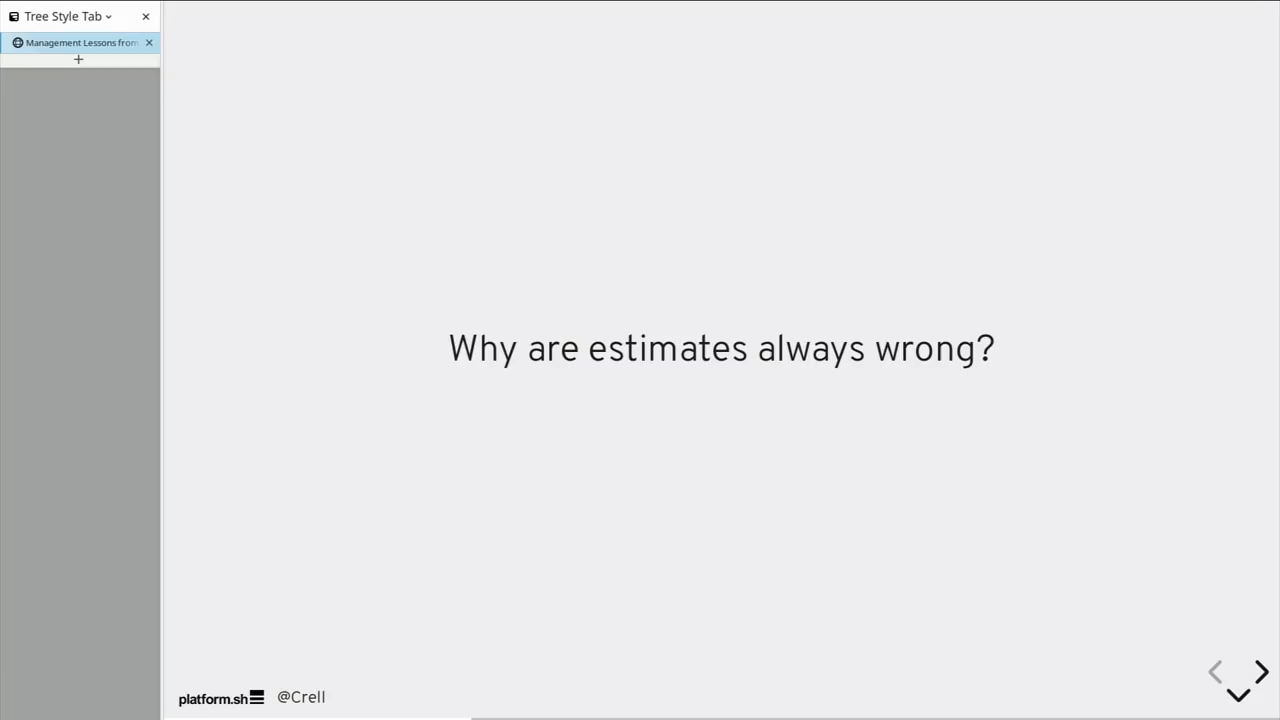 Tree Style Tab
Management Lessons from
Why are estimates always wrong?
platform.sh @Crell